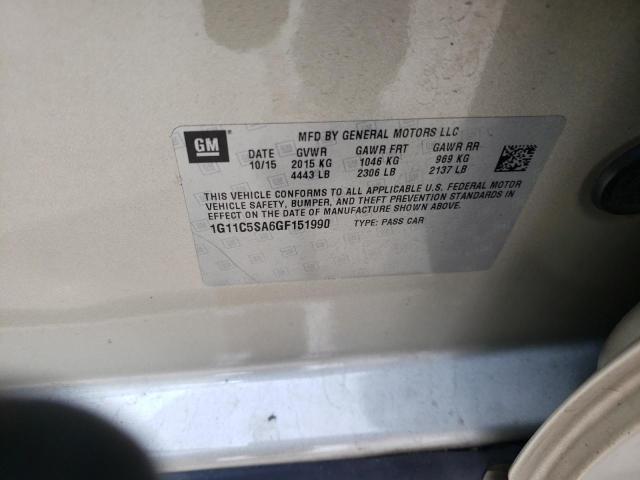 GM
MFD BY GENERAL MOTORS LLC
DATE GVWR GAWR FRT GAWR RR
10/15 2015 KG 1046 KG 969 KG
4443 LB 2306 LB 2137 LB
THIS VEHICLE CONFORMS TO ALL APPLICABLE U.S. FEDERAL MOTOR
VEHICLE SAFETY, BUMPER, AND THEFT PREVENTION STANDARDS IN
EFFECT ON THE DATE OF MANUFACTURE SHOWN ABOVE.
1G11C5SA6GF151990 TYPE: PASS CAR